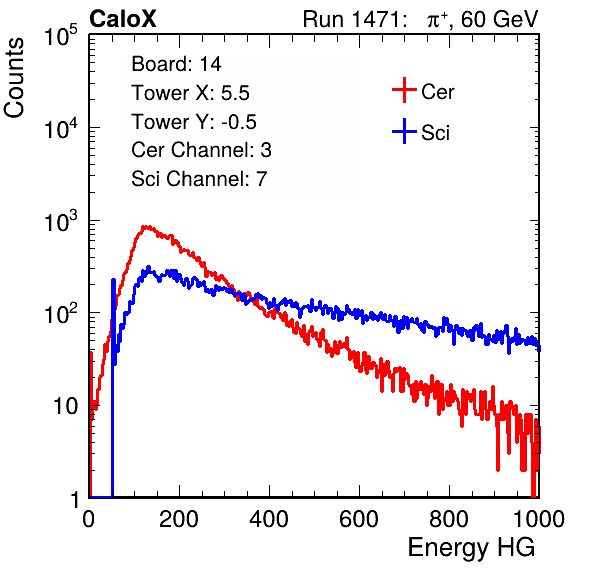 CaloX Run 1471: π⁺, 60 GeV
Counts
Board: 14
Tower X: 5.5
Tower Y: -0.5
Cer Channel: 3
Sci Channel: 7
Cer
Sci
10⁵
10⁴
10³
10²
10
1
0 200 400 600 800 1000
Energy HG